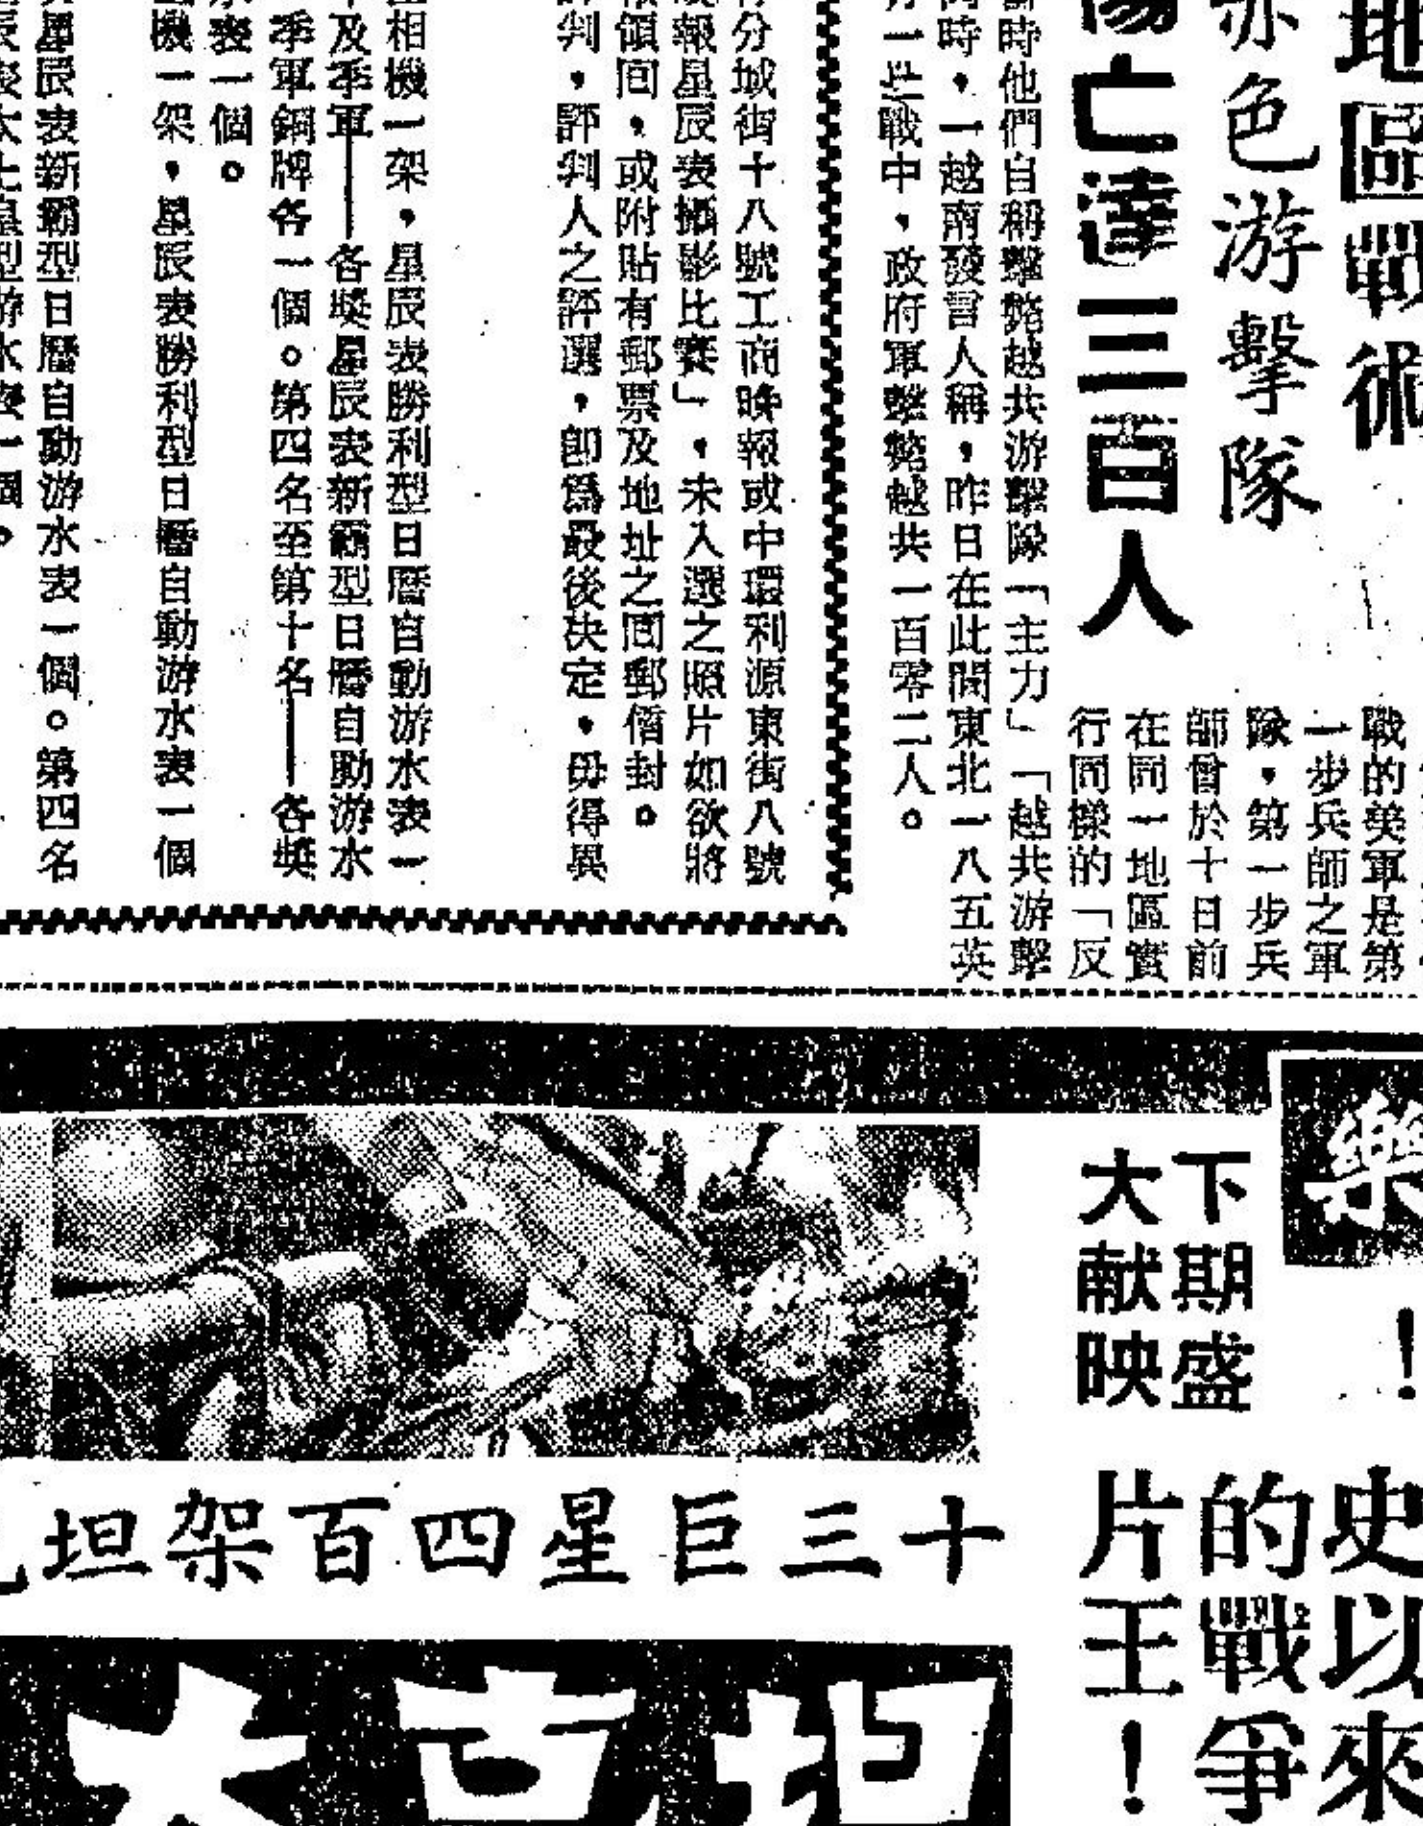 地區戰術
赤色游擊隊
傷亡達三百人
戰的美軍是第
一步兵師之軍
隊，第一步兵
師曾於十日前
在同一地區實
行同樣的「反
當時他們自稱擊斃越共游擊隊「主力」「越共游擊
同時，一越南發言人稱，昨日在此間東北一八五英
戰中，政府軍擊斃越共一百零二人。
分城街十八號工商晚報或中環利源東街八號
報星辰表攝影比賽」，未入選之照片如欲將
領回，或附貼有郵票及地址之回郵信封。
評判，評判人之評選，即為最後決定，毋得異
相機一架，星辰表勝利型日曆自動游水表一
及季軍——各獎星辰表新霸型日曆自動游水
季軍銅牌各一個。第四名至第十名——各獎
表一個。
機一架，星辰表勝利型日曆自動游水表一個
星辰表新霸型日曆自動游水表一個。第四名
型游水表一個。
樂
！
下期盛
大献映
史以來
的戰爭
片王！
十三巨星四百架坦